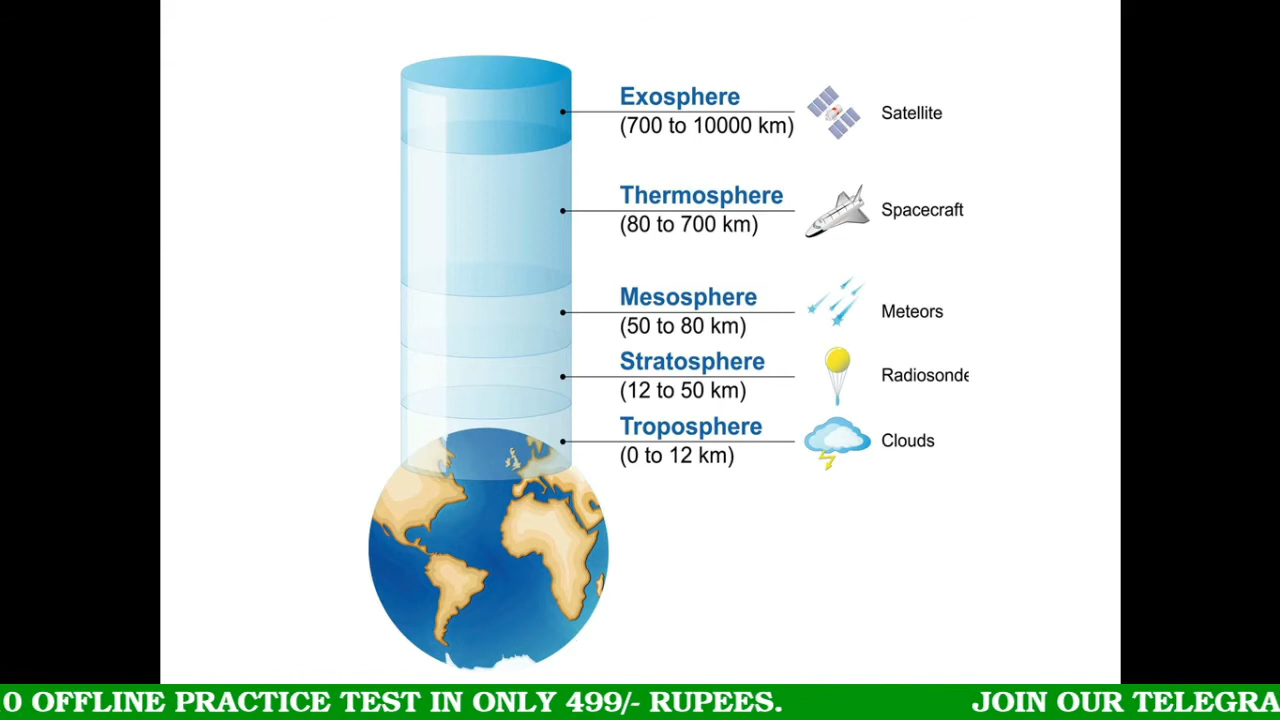 Exosphere
(700 to 10000 km)
Satellite
Thermosphere
(80 to 700 km)
Spacecraft
Mesosphere
(50 to 80 km)
Meteors
Stratosphere
(12 to 50 km)
Radiosonde
Troposphere
(0 to 12 km)
Clouds
0 OFFLINE PRACTICE TEST IN ONLY 499/- RUPEES. JOIN OUR TELEGRA